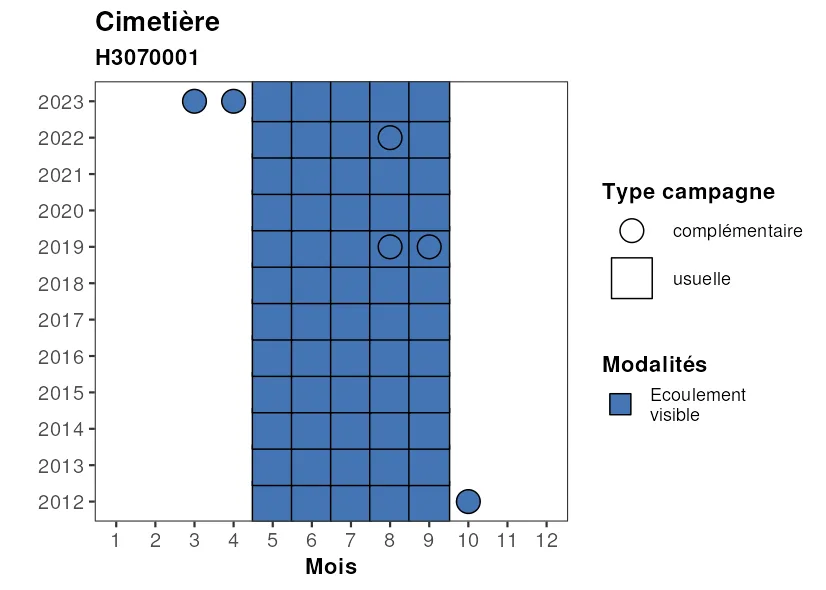 Cimetière
H3070001
2023
2022
2021
2020
2019
2018
2017
2016
2015
2014
2013
2012
1 2 3 4 5 6 7 8 9 10 11 12
Mois
Type campagne
complémentaire
usuelle
Modalités
Ecoulement
visible